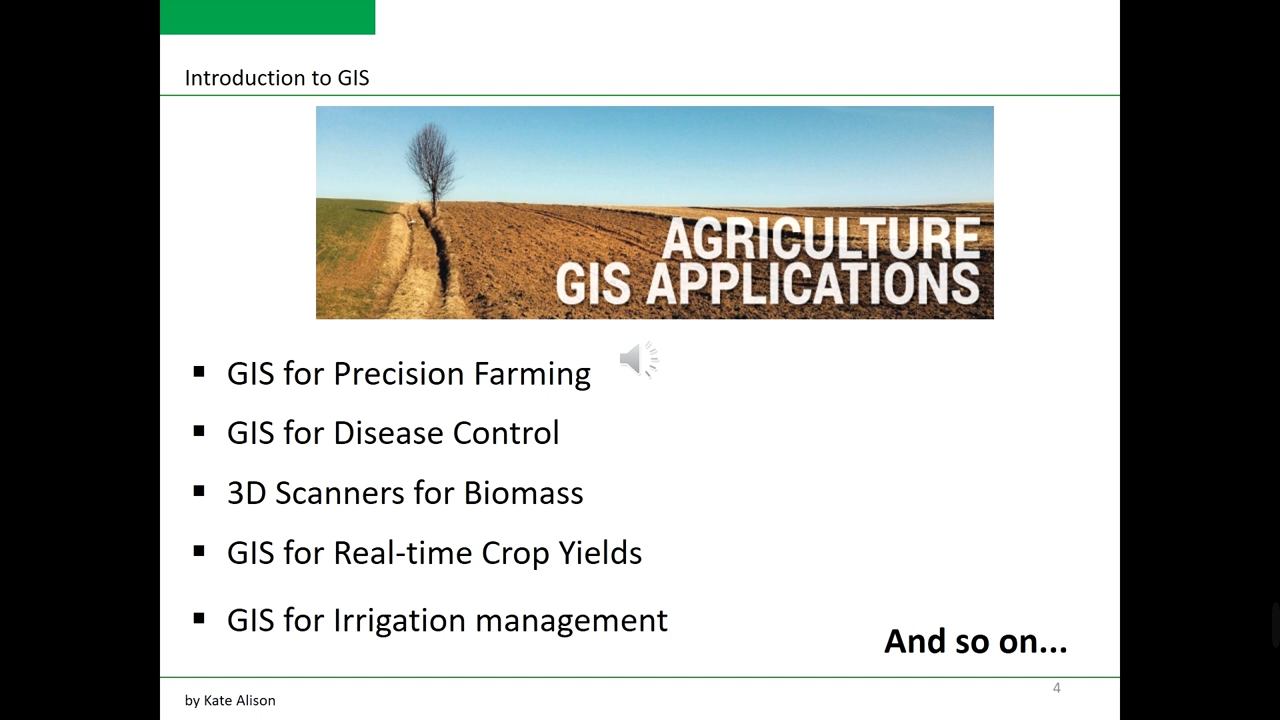 Introduction to GIS
AGRICULTURE
GIS APPLICATIONS
▪ GIS for Precision Farming
▪ GIS for Disease Control
▪ 3D Scanners for Biomass
▪ GIS for Real-time Crop Yields
▪ GIS for Irrigation management
And so on...
by Kate Alison
4